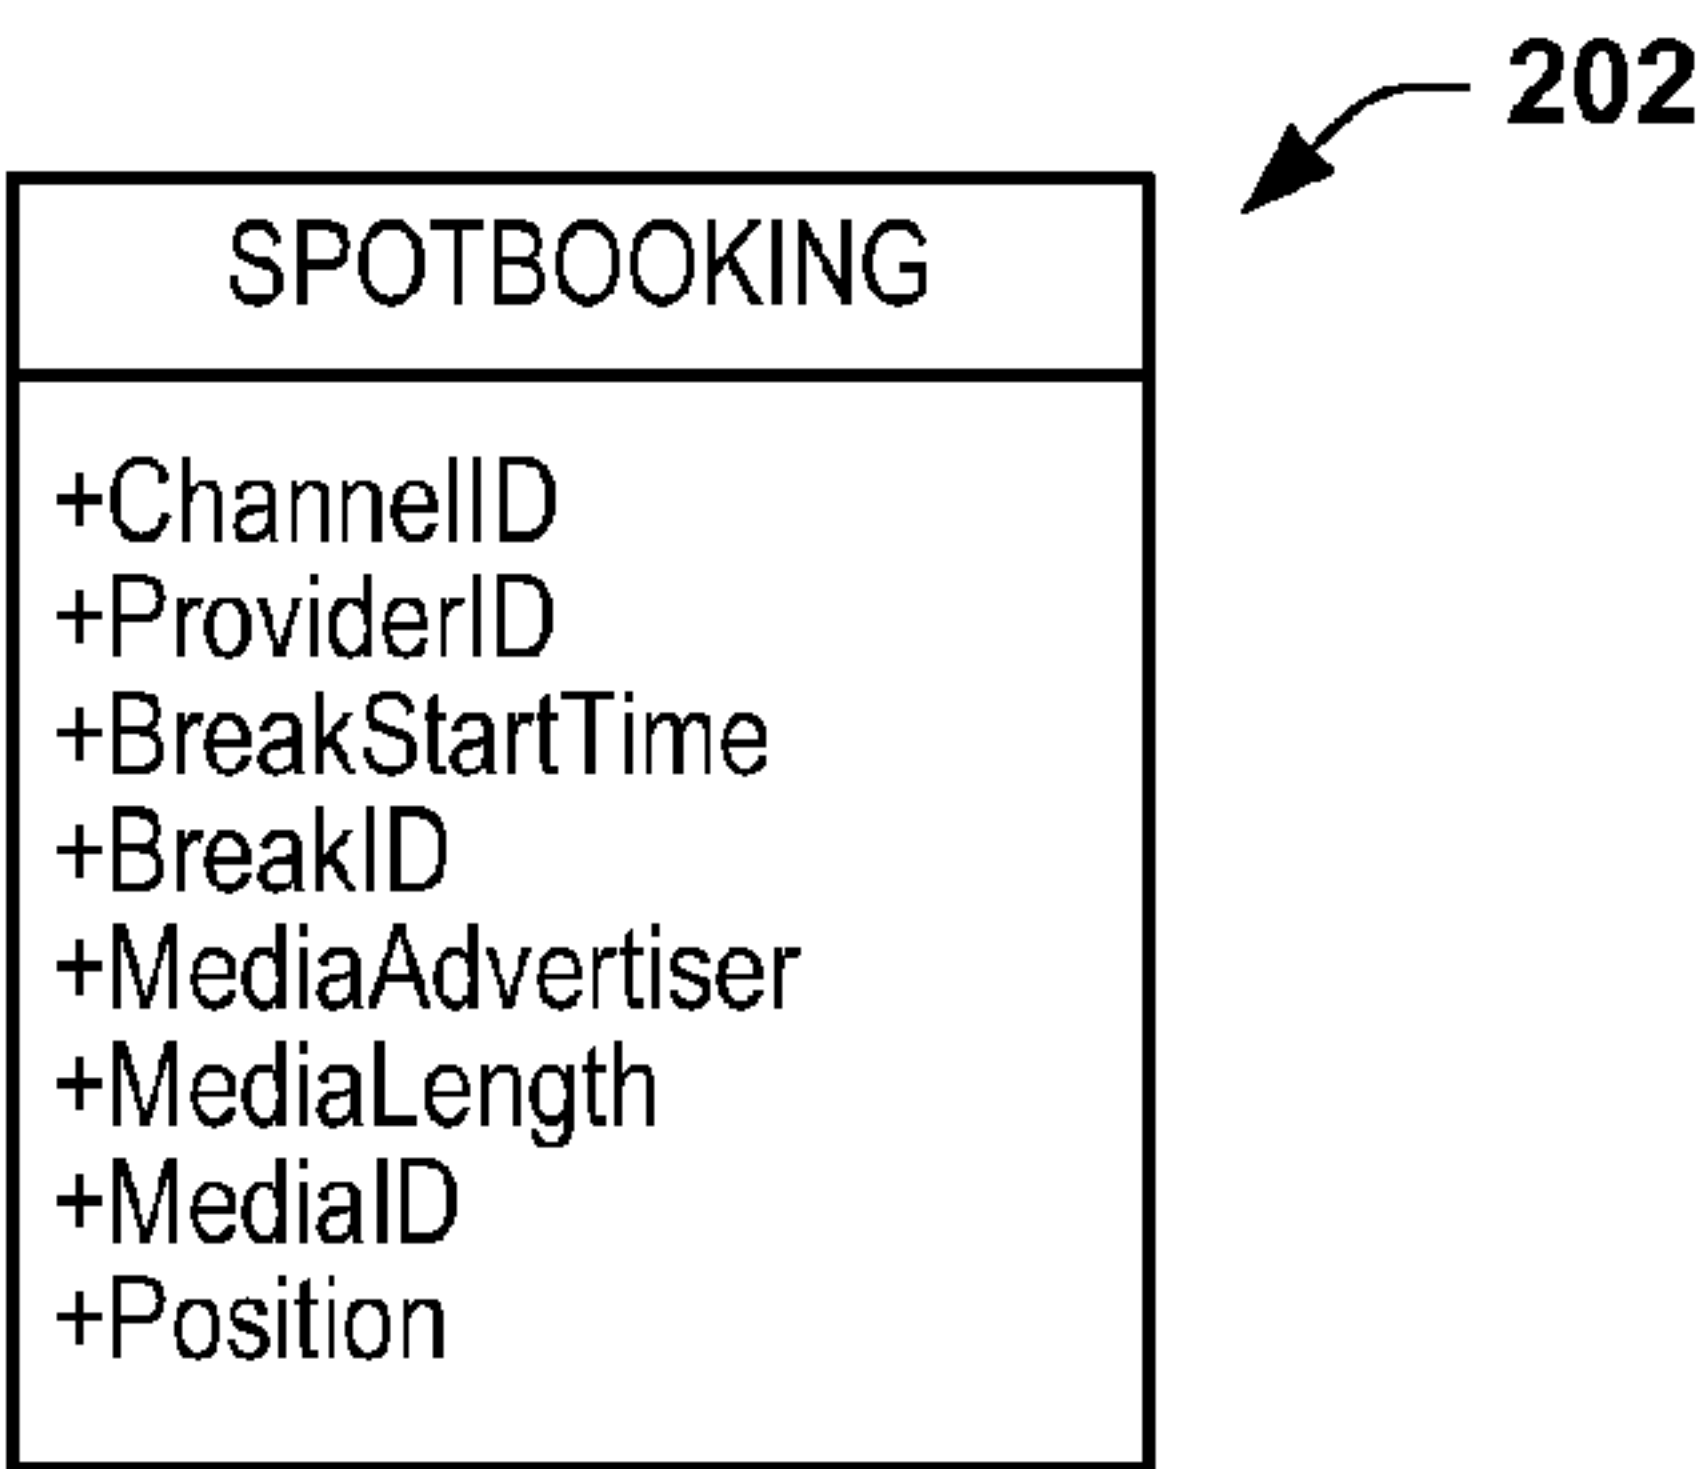 202
SPOTBOOKING
+ChannelID
+ProviderID
+BreakStartTime
+BreakID
+MediaAdvertiser
+MediaLength
+MediaID
+Position